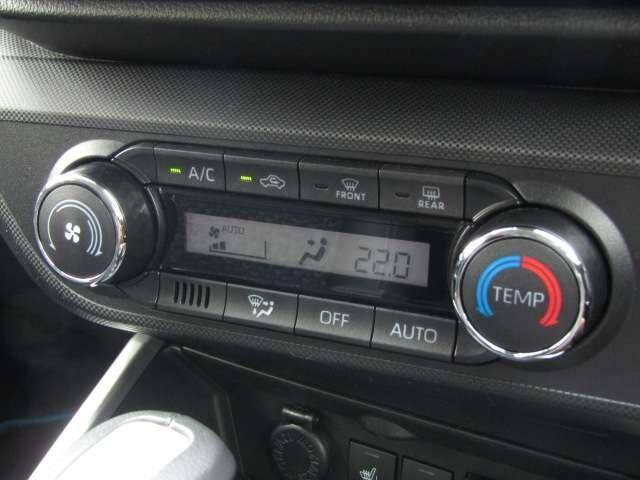 A/C
FRONT
REAR
AUTO
22.0
TEMP
OFF
AUTO